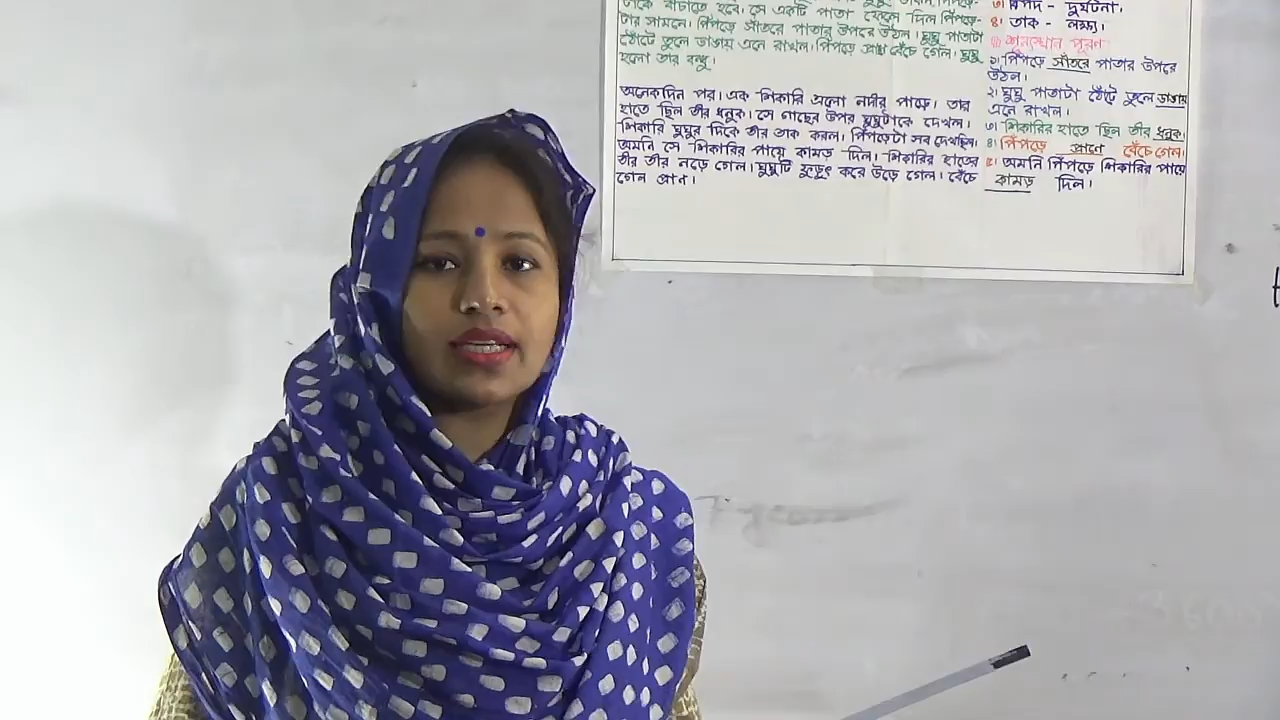 টাকে বাঁচাতে হবে। সে একটি পাতা ফেলে দিল পিঁপড়ে-
টার সামনে। পিঁপড়ে সাঁতরে পাতার উপরে উঠল। ঘুঘু পাতাটা
ঠোঁটে তুলে ডাঙায় এনে রাখল। পিঁপড়ে প্রাণে বেঁচে গেল। ঘুঘু
হলো তার বন্ধু।
অনেকদিন পর। এক শিকারি এলো নদীর পাড়ে। তার
হাতে ছিল তীর ধনুক। সে গাছের উপর ঘুঘুটাকে দেখল।
শিকারি ঘুঘুর দিকে তীর তাক করল। পিঁপড়েটা সব দেখছিল।
অমনি সে শিকারির পায়ে কামড় দিল। শিকারির হাতের
তীর তীর নড়ে গেল। ঘুঘুটি ফুড়ুৎ করে উড়ে গেল। বেঁচে
গেল প্রাণ।
৩। বিপদ - দুর্ঘটনা।
৪। তাক - লক্ষ্য।
শূন্যস্থান পূরণ
১। পিঁপড়ে সাঁতরে পাতার উপরে
উঠল।
২। ঘুঘু পাতাটা ঠোঁটে তুলে ডাঙায়
এনে রাখল।
৩। শিকারির হাতে ছিল তীর ধনুক।
৪। পিঁপড়ে প্রাণে বেঁচে গেল।
৫। অমনি পিঁপড়ে শিকারির পায়ে
কামড় দিল।